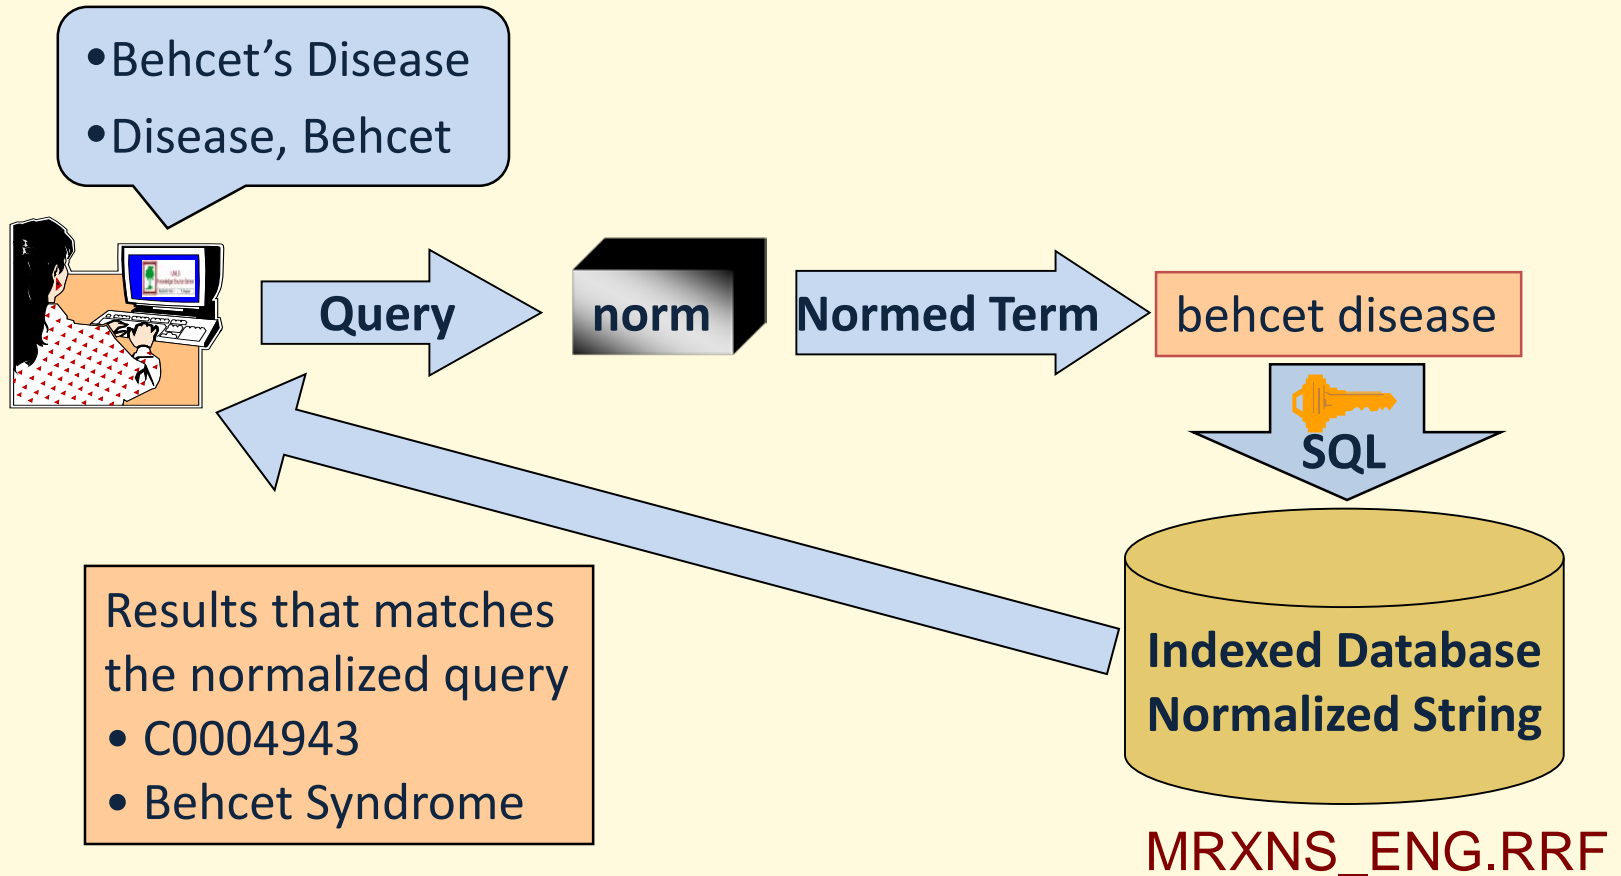 •Behcet’s Disease
•Disease, Behcet
Query
norm
Normed Term
behcet disease
SQL
Indexed Database
Normalized String
Results that matches
the normalized query
• C0004943
• Behcet Syndrome
MRXNS_ENG.RRF